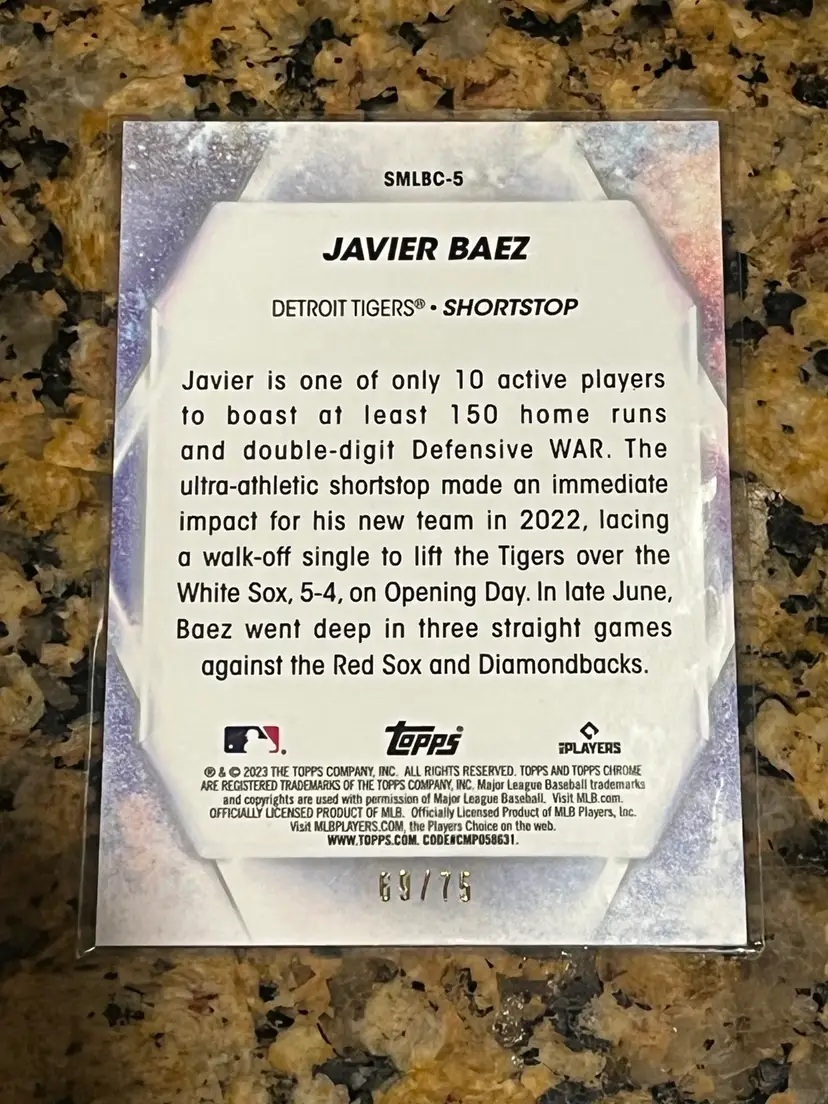 SMLBC-5
JAVIER BAEZ
DETROIT TIGERS® • SHORTSTOP
Javier is one of only 10 active players
to boast at least 150 home runs
and double-digit Defensive WAR. The
ultra-athletic shortstop made an immediate
impact for his new team in 2022, lacing
a walk-off single to lift the Tigers over the
White Sox, 5-4, on Opening Day. In late June,
Baez went deep in three straight games
against the Red Sox and Diamondbacks.
Topps
MLB PLAYERS
® & © 2023 THE TOPPS COMPANY, INC. ALL RIGHTS RESERVED. TOPPS AND TOPPS CHROME
ARE REGISTERED TRADEMARKS OF THE TOPPS COMPANY, INC. Major League Baseball trademarks
and copyrights are used with permission of Major League Baseball. Visit MLB.com.
OFFICIALLY LICENSED PRODUCT OF MLB. Officially Licensed Product of MLB Players, Inc.
Visit MLBPLAYERS.COM, the Players Choice on the web.
WWW.TOPPS.COM. CODE#CMP058631.
69/75